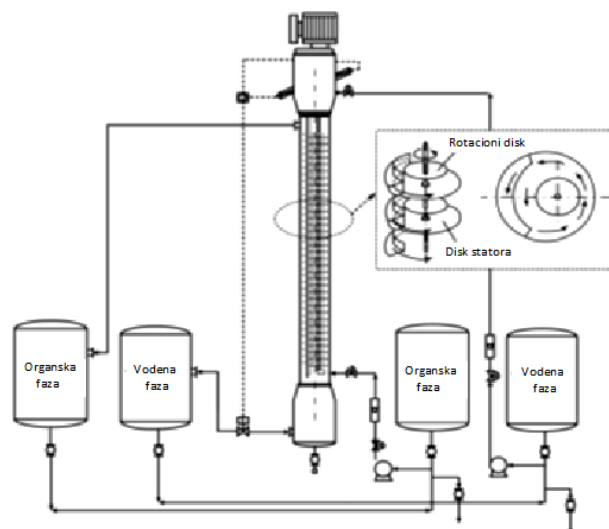 Rotacioni disk
Disk statora
Organska
faza
Vodena
faza
Organska
faza
Vodena
faza